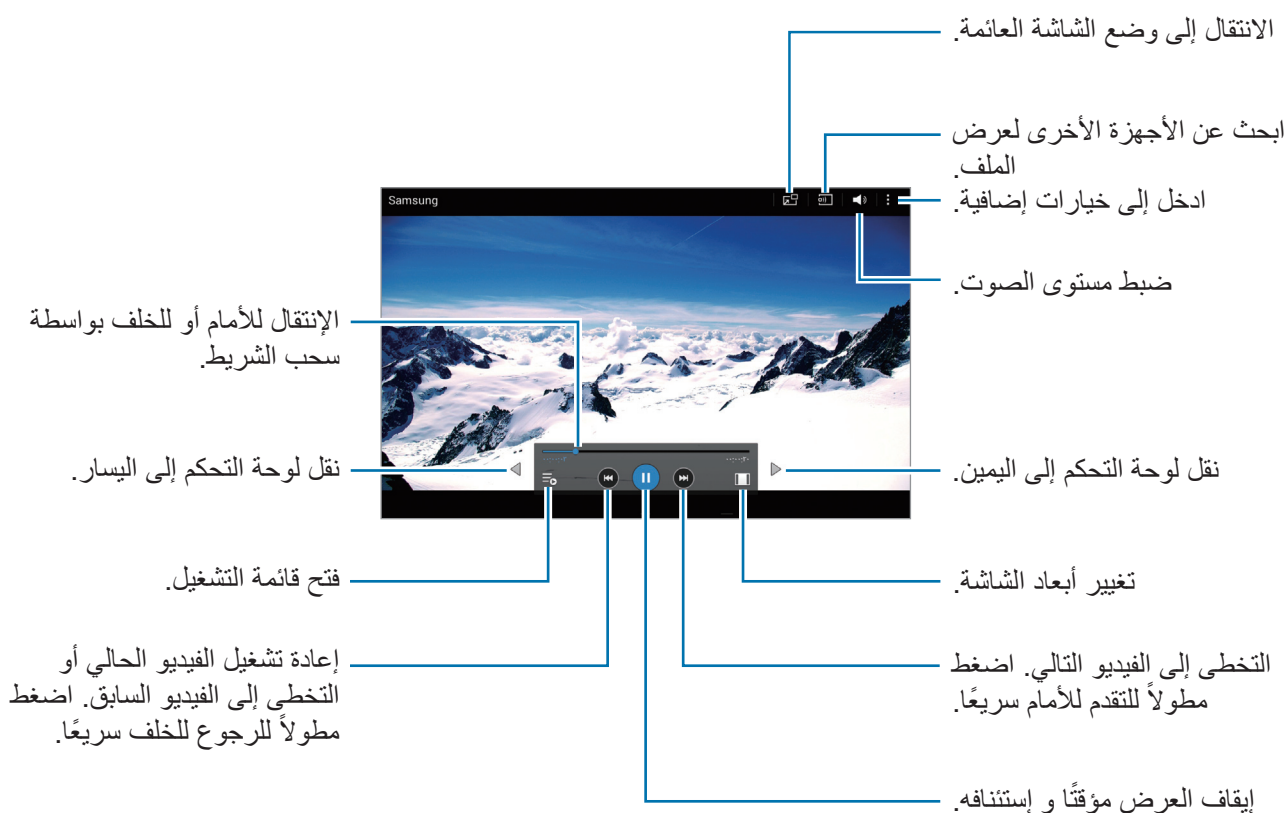 الانتقال إلى وضع الشاشة العائمة.
ابحث عن الأجهزة الأخرى لعرض
الملف.
Samsung
ادخل إلى خيارات إضافية.
ضبط مستوى الصوت.
الإنتقال للأمام أو للخلف بواسطة
سحب الشريط.
نقل لوحة التحكم إلى اليمين.
نقل لوحة التحكم إلى اليسار.
تغيير أبعاد الشاشة.
فتح قائمة التشغيل.
التخطى إلى الفيديو التالي. اضغط
مطولاً للتقدم للأمام سريعًا.
إعادة تشغيل الفيديو الحالي أو
التخطى إلى الفيديو السابق. اضغط
مطولاً للرجوع للخلف سريعًا.
إيقاف العرض مؤقتًا و إستئنافه.